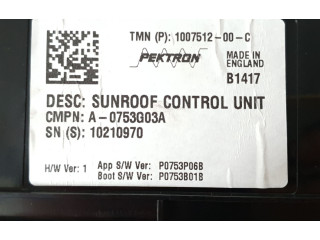 TMN (P): 1007512-00-C
PEKTRON
MADE IN
ENGLAND
B1417
DESC: SUNROOF CONTROL UNIT
CMPN: A-0753G03A
SN (S): 10210970
H/W Ver: 1 App S/W Ver: P0753P06B
Boot S/W Ver: P0753B01B